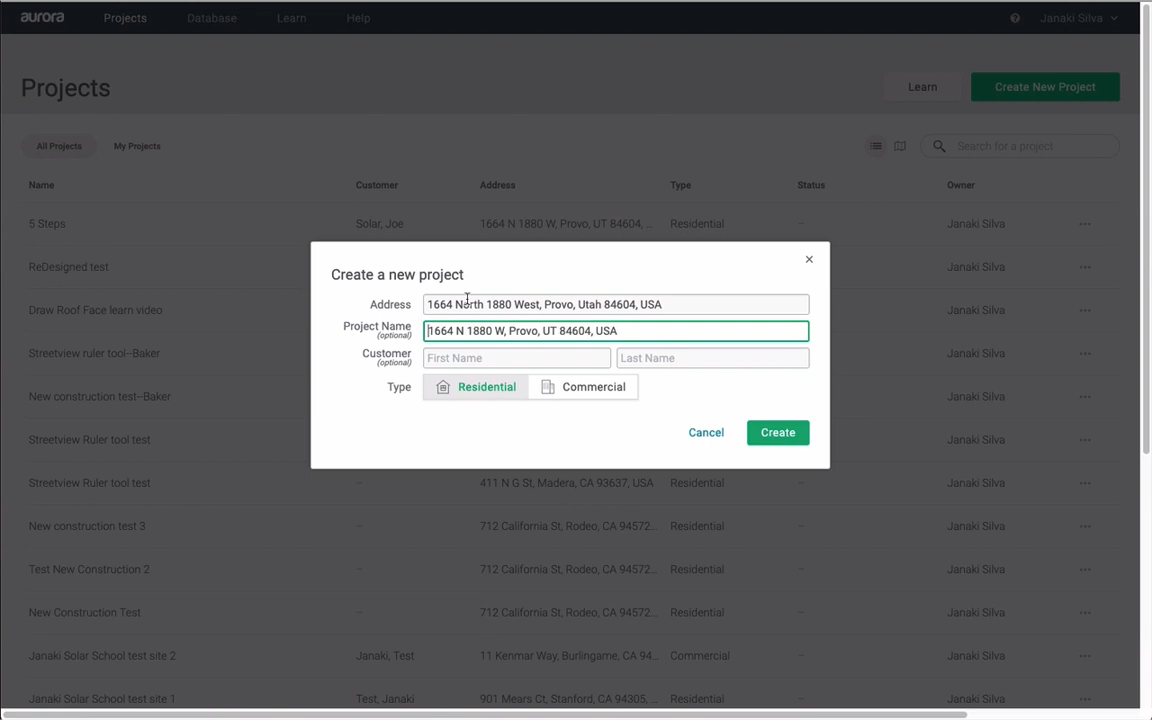 aurora Projects Database Learn Help Janaki Silva
Projects Learn Create New Project
All Projects My Projects Search for a project
Name Customer Address Type Status Owner
5 Steps Solar, Joe 1664 N 1880 W, Provo, UT 84604, ... Residential – Janaki Silva ...
ReDesigned test Janaki Silva ...
Create a new project
Draw Roof Face learn video Janaki Silva ...
Address 1664 North 1880 West, Provo, Utah 84604, USA
Project Name 1664 N 1880 W, Provo, UT 84604, USA
(optional)
Streetview ruler tool--Baker Janaki Silva ...
Customer First Name Last Name
(optional)
Type Residential Commercial
New construction test--Baker Janaki Silva ...
Cancel Create
Streetview Ruler tool test Janaki Silva ...
Streetview Ruler tool test – 411 N G St, Madera, CA 93637, USA Residential – Janaki Silva ...
New construction test 3 – 712 California St, Rodeo, CA 94572... Residential – Janaki Silva ...
Test New Construction 2 – 712 California St, Rodeo, CA 94572... Residential – Janaki Silva ...
New Construction Test – 712 California St, Rodeo, CA 94572... Residential – Janaki Silva ...
Janaki Solar School test site 2 Janaki, Test 11 Kenmar Way, Burlingame, CA 94... Commercial – Janaki Silva ...
Janaki Solar School test site 1 Test, Janaki 901 Mears Ct, Stanford, CA 94305, ... Residential – Janaki Silva ...